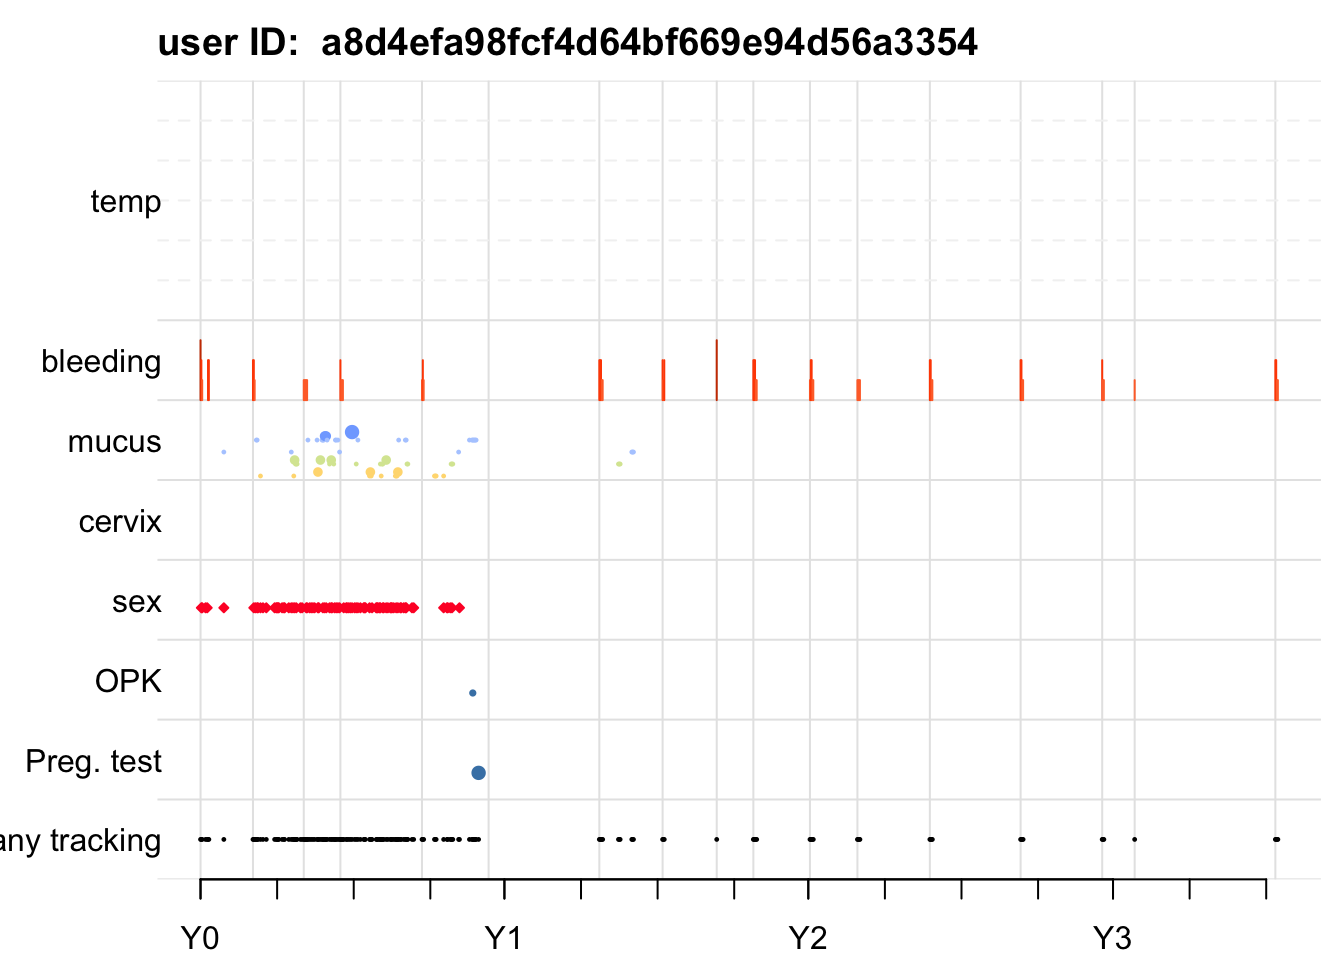 user ID:  a8d4efa98fcf4d64bf669e94d56a3354
temp
bleeding
mucus
cervix
sex
OPK
Preg. test
any tracking
Y0
Y1
Y2
Y3